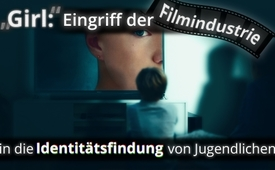 „Girl:“ Eingriff der Filmindustrie
in die Identitätsfindung von Jugendlichen